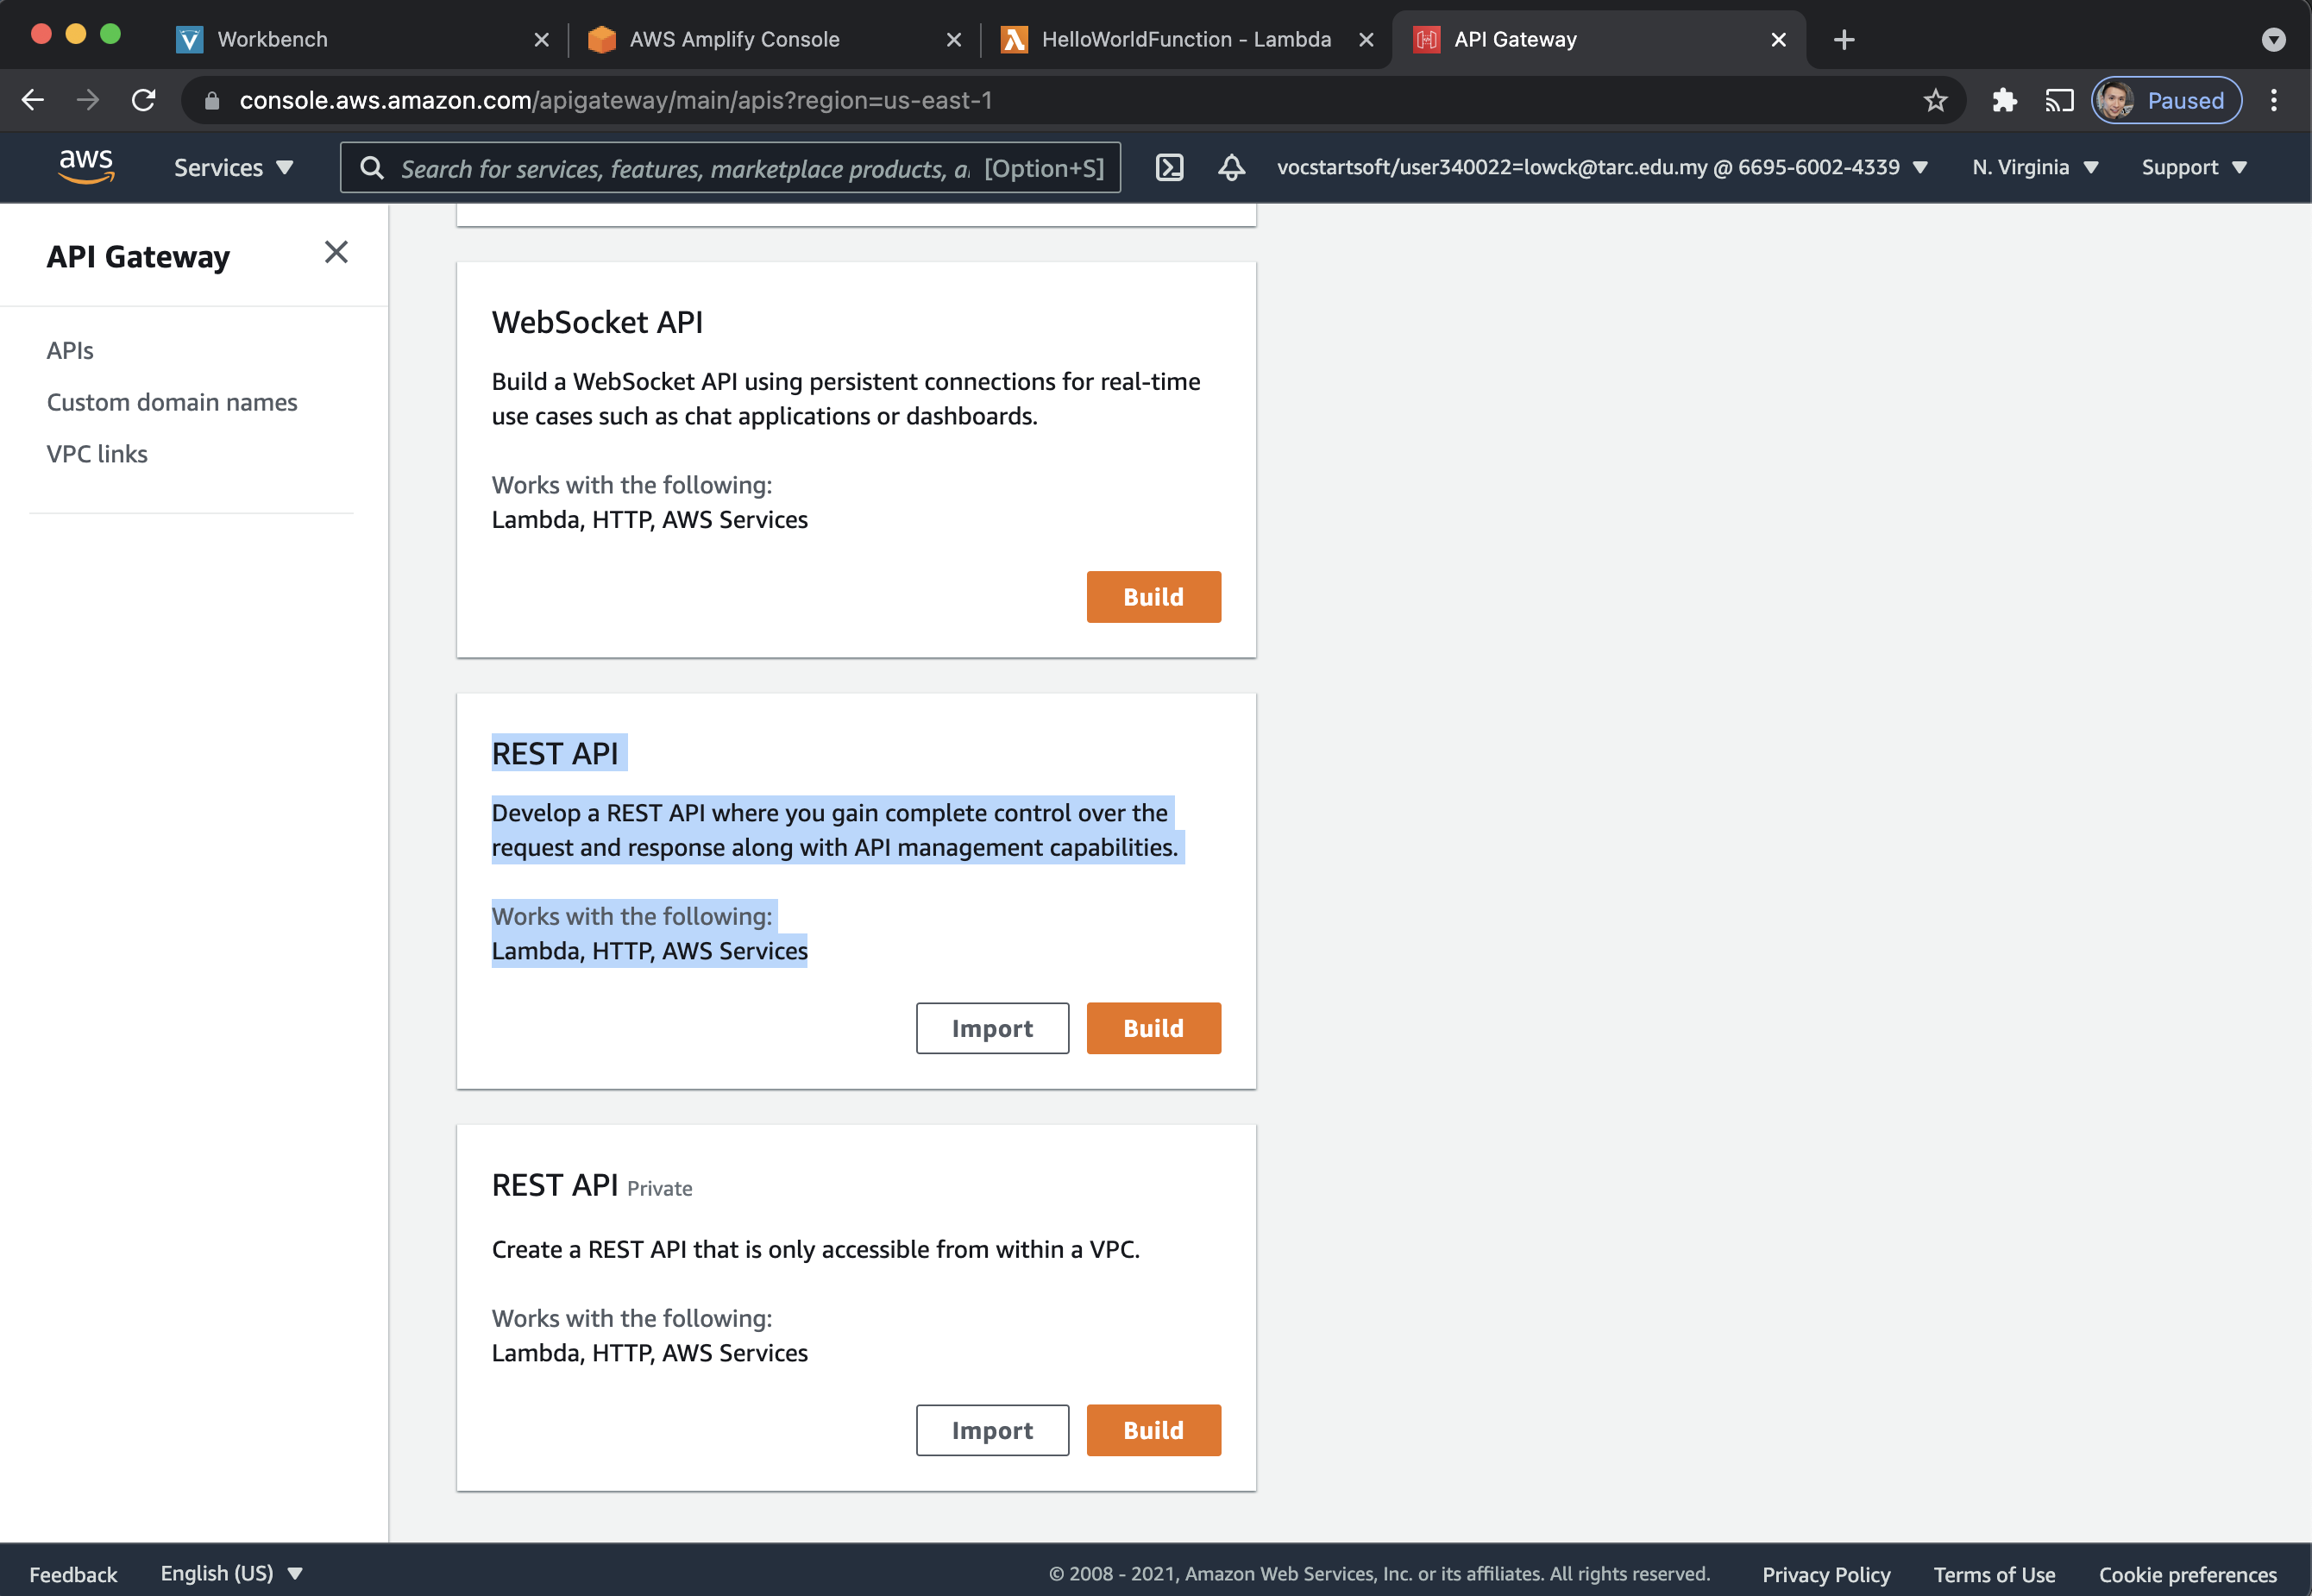 Workbench
AWS Amplify Console
HelloWorldFunction - Lambda
API Gateway
console.aws.amazon.com/apigateway/main/apis?region=us-east-1
Paused
aws
Services
Search for services, features, marketplace products, a [Option+S]
vocstartsoft/user340022=lowck@tarc.edu.my @ 6695-6002-4339
N. Virginia
Support
API Gateway
APIs
Custom domain names
VPC links
WebSocket API
Build a WebSocket API using persistent connections for real-time
use cases such as chat applications or dashboards.
Works with the following:
Lambda, HTTP, AWS Services
Build
REST API
Develop a REST API where you gain complete control over the
request and response along with API management capabilities.
Works with the following:
Lambda, HTTP, AWS Services
Import
Build
REST API Private
Create a REST API that is only accessible from within a VPC.
Works with the following:
Lambda, HTTP, AWS Services
Import
Build
Feedback
English (US)
© 2008 - 2021, Amazon Web Services, Inc. or its affiliates. All rights reserved.
Privacy Policy
Terms of Use
Cookie preferences